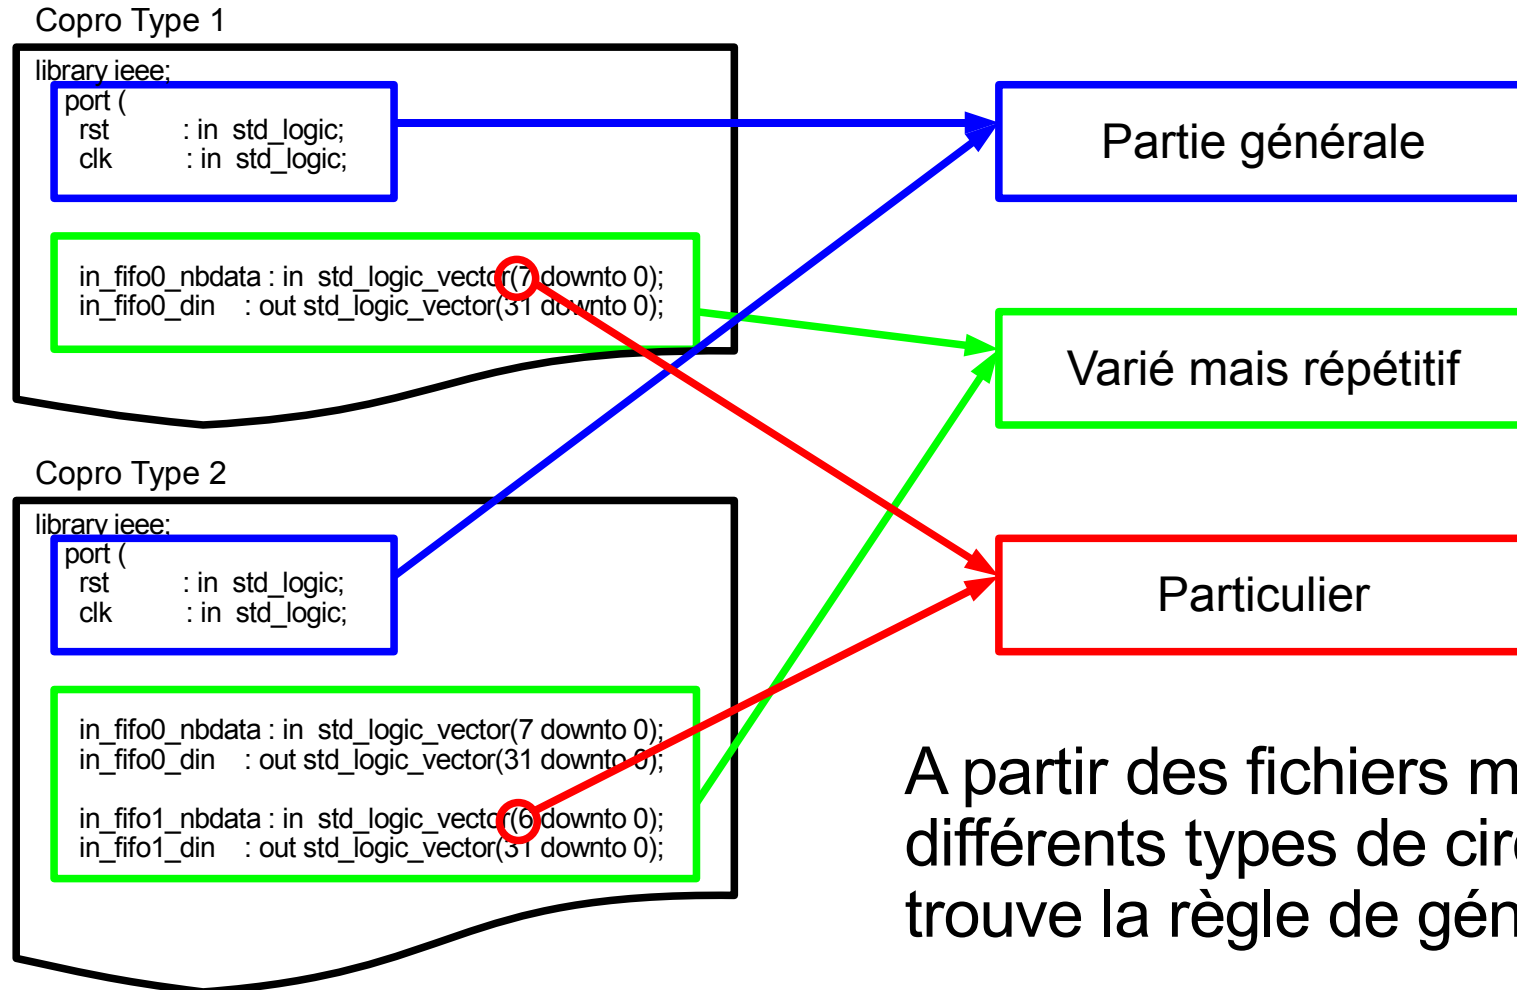 Copro Type 1
library ieee;
port (
rst : in std_logic;
clk : in std_logic;
in_fifo0_nbdata : in std_logic_vector(7 downto 0);
in_fifo0_din : out std_logic_vector(31 downto 0);
Partie générale
Varié mais répétitif
Particulier
Copro Type 2
library ieee;
port (
rst : in std_logic;
clk : in std_logic;
in_fifo0_nbdata : in std_logic_vector(7 downto 0);
in_fifo0_din : out std_logic_vector(31 downto 0);
in_fifo1_nbdata : in std_logic_vector(6 downto 0);
in_fifo1_din : out std_logic_vector(31 downto 0);
A partir des fichiers
différents types de
trouve la règle de